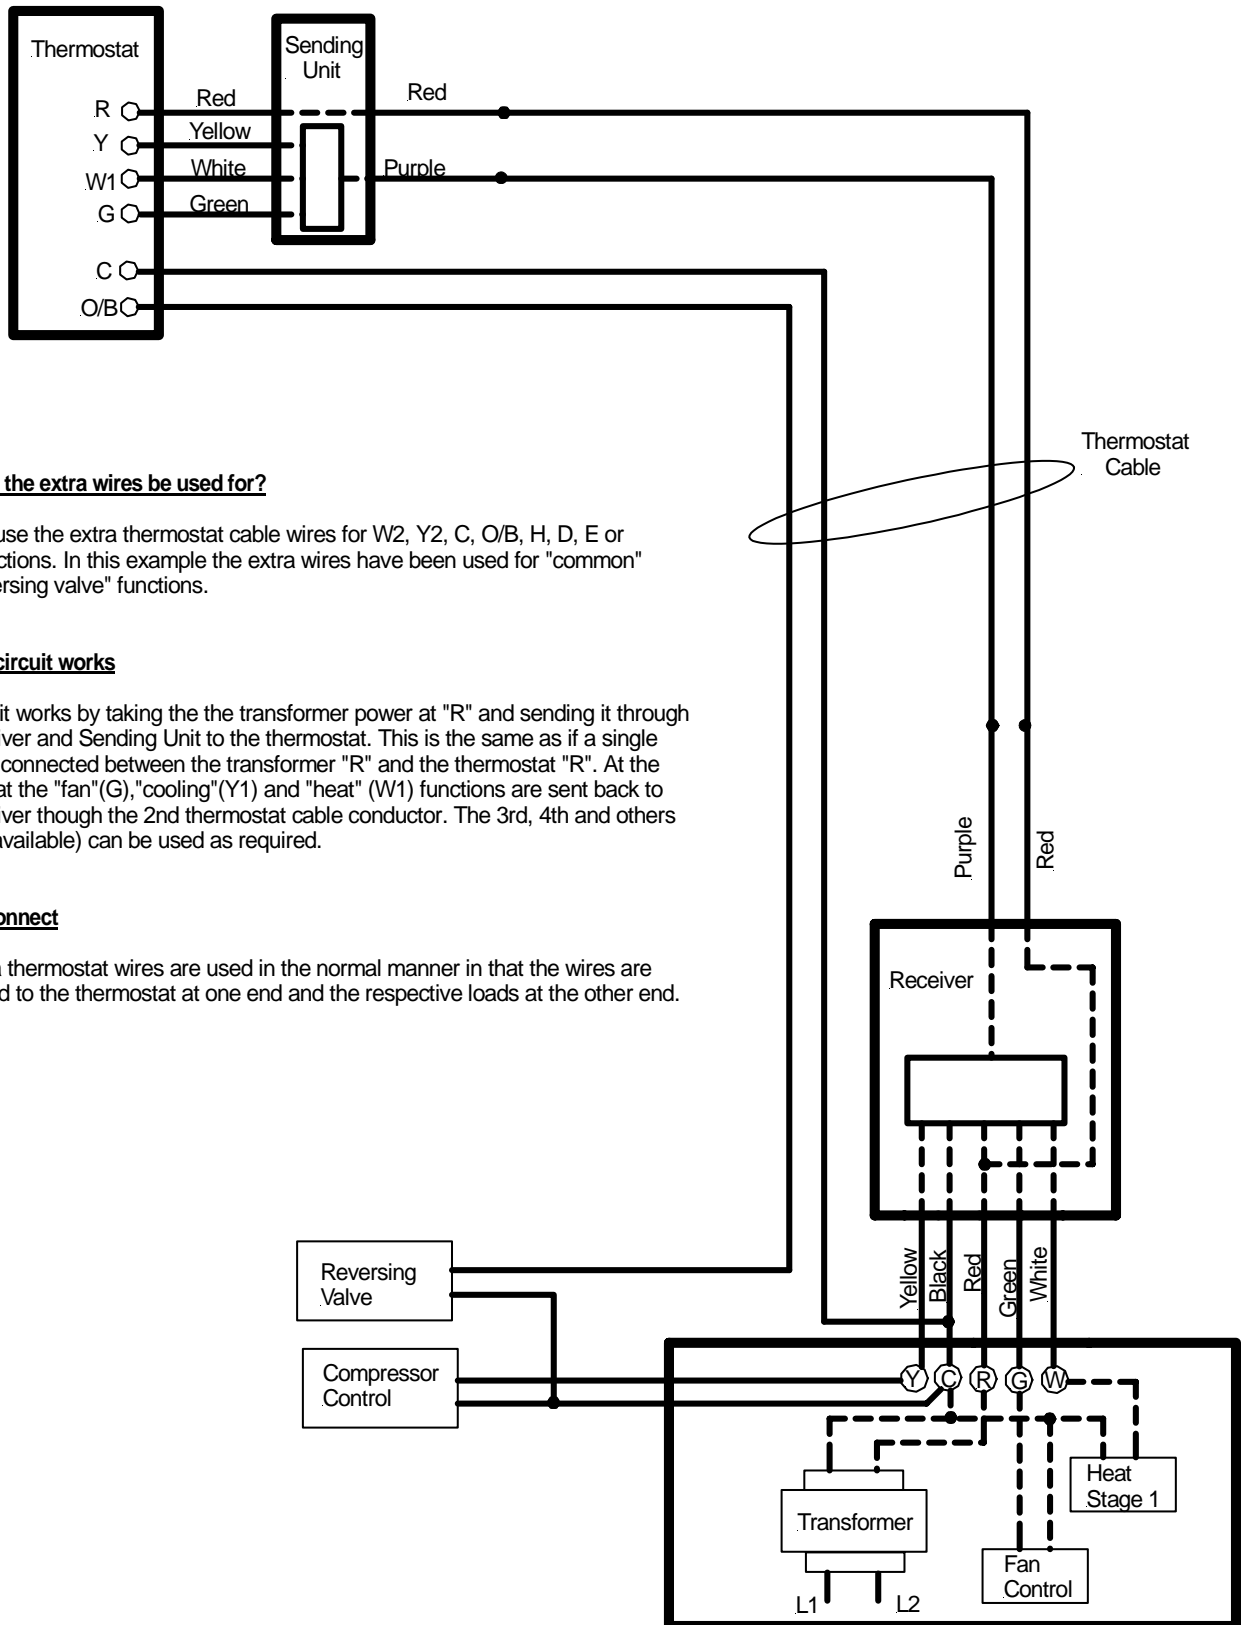 Thermostat
R
Y
W1
G
C
O/B
Red
Yellow
White
Green
Sending
Unit
Red
Purple
Thermostat
Cable
the extra wires be used for?
use the extra thermostat cable wires for W2, Y2, C, O/B, H, D, E or
ctions. In this example the extra wires have been used for "common"
ersing valve" functions.
circuit works
it works by taking the the transformer power at "R" and sending it through
iver and Sending Unit to the thermostat. This is the same as if a single
connected between the transformer "R" and the thermostat "R". At the
at the "fan"(G),"cooling"(Y1) and "heat" (W1) functions are sent back to
iver though the 2nd thermostat cable conductor. The 3rd, 4th and others
available) can be used as required.
onnect
a thermostat wires are used in the normal manner in that the wires are
d to the thermostat at one end and the respective loads at the other end.
Purple
Red
Receiver
Yellow
Black
Red
Green
White
Reversing
Valve
Compressor
Control
Y
C
R
G
W
Heat
Stage 1
Transformer
Fan
Control
L1
L2